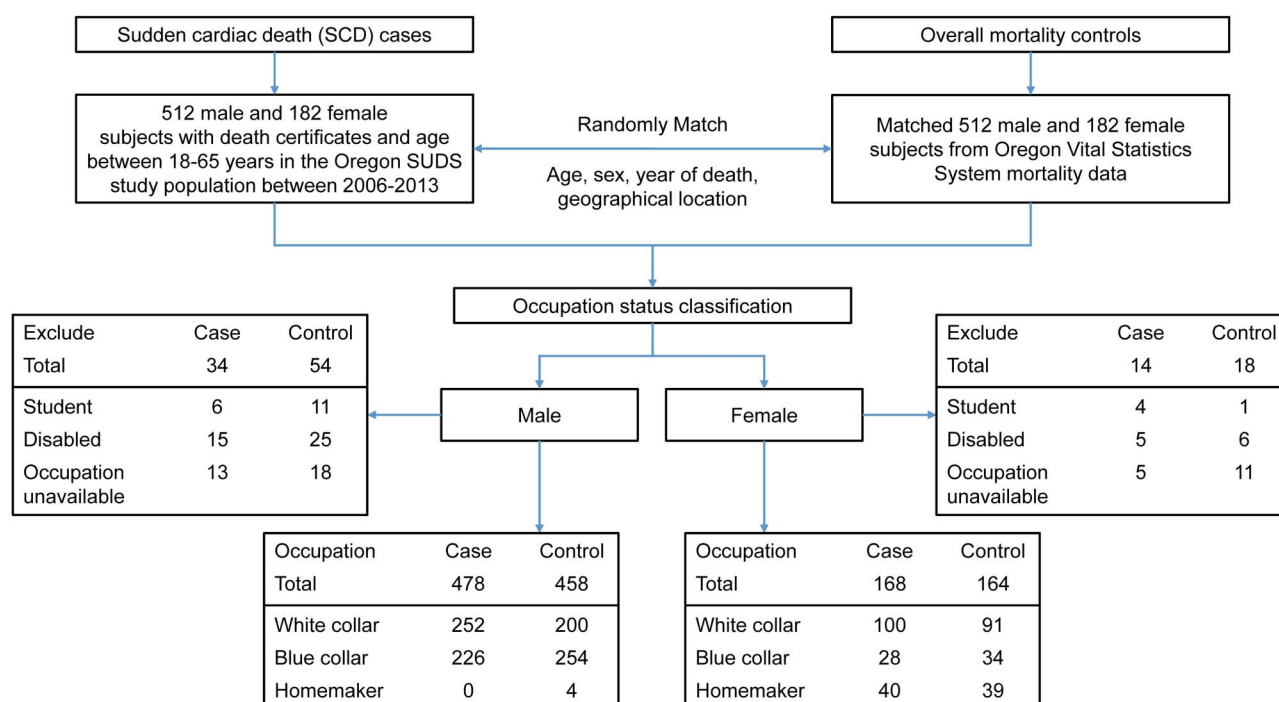 Sudden cardiac death (SCD) cases
Overall mortality controls
512 male and 182 female
subjects with death certificates and age
between 18-65 years in the Oregon SUDS
study population between 2006-2013
Randomly Match
Age, sex, year of death,
geographical location
Matched 512 male and 182 female
subjects from Oregon Vital Statistics
System mortality data
Occupation status classification
Exclude Case Control
Total 34 54
Student 6 11
Disabled 15 25
Occupation 13 18
unavailable
Male
Female
Exclude Case Control
Total 14 18
Student 4 1
Disabled 5 6
Occupation 5 11
unavailable
Occupation Case Control
Total 478 458
White collar 252 200
Blue collar 226 254
Homemaker 0 4
Occupation Case Control
Total 168 164
White collar 100 91
Blue collar 28 34
Homemaker 40 39